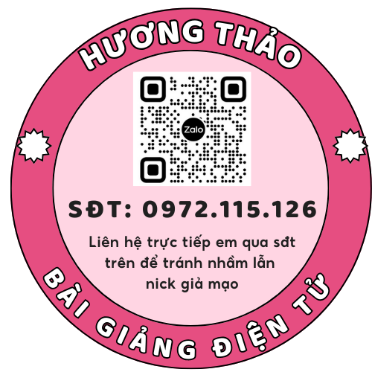 HƯƠNG THẢO
Zalo
SĐT: 0972.115.126
Liên hệ trực tiếp em qua sđt
trên để tránh nhầm lẫn
nick giả mạo
BÀI GIẢNG ĐIỆN TỬ